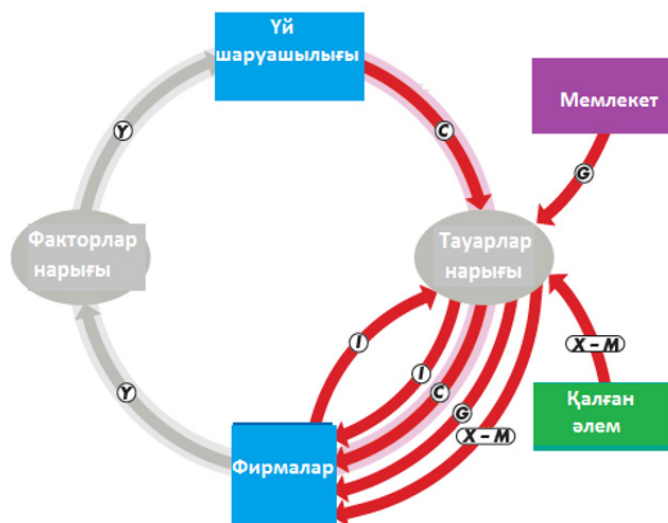 Үй
шаруашылығы
Мемлекет
Y
C
G
Факторлар
нарығы
Тауарлар
нарығы
I
I
C
G
X – M
X – M
Y
Қалған
әлем
Фирмалар